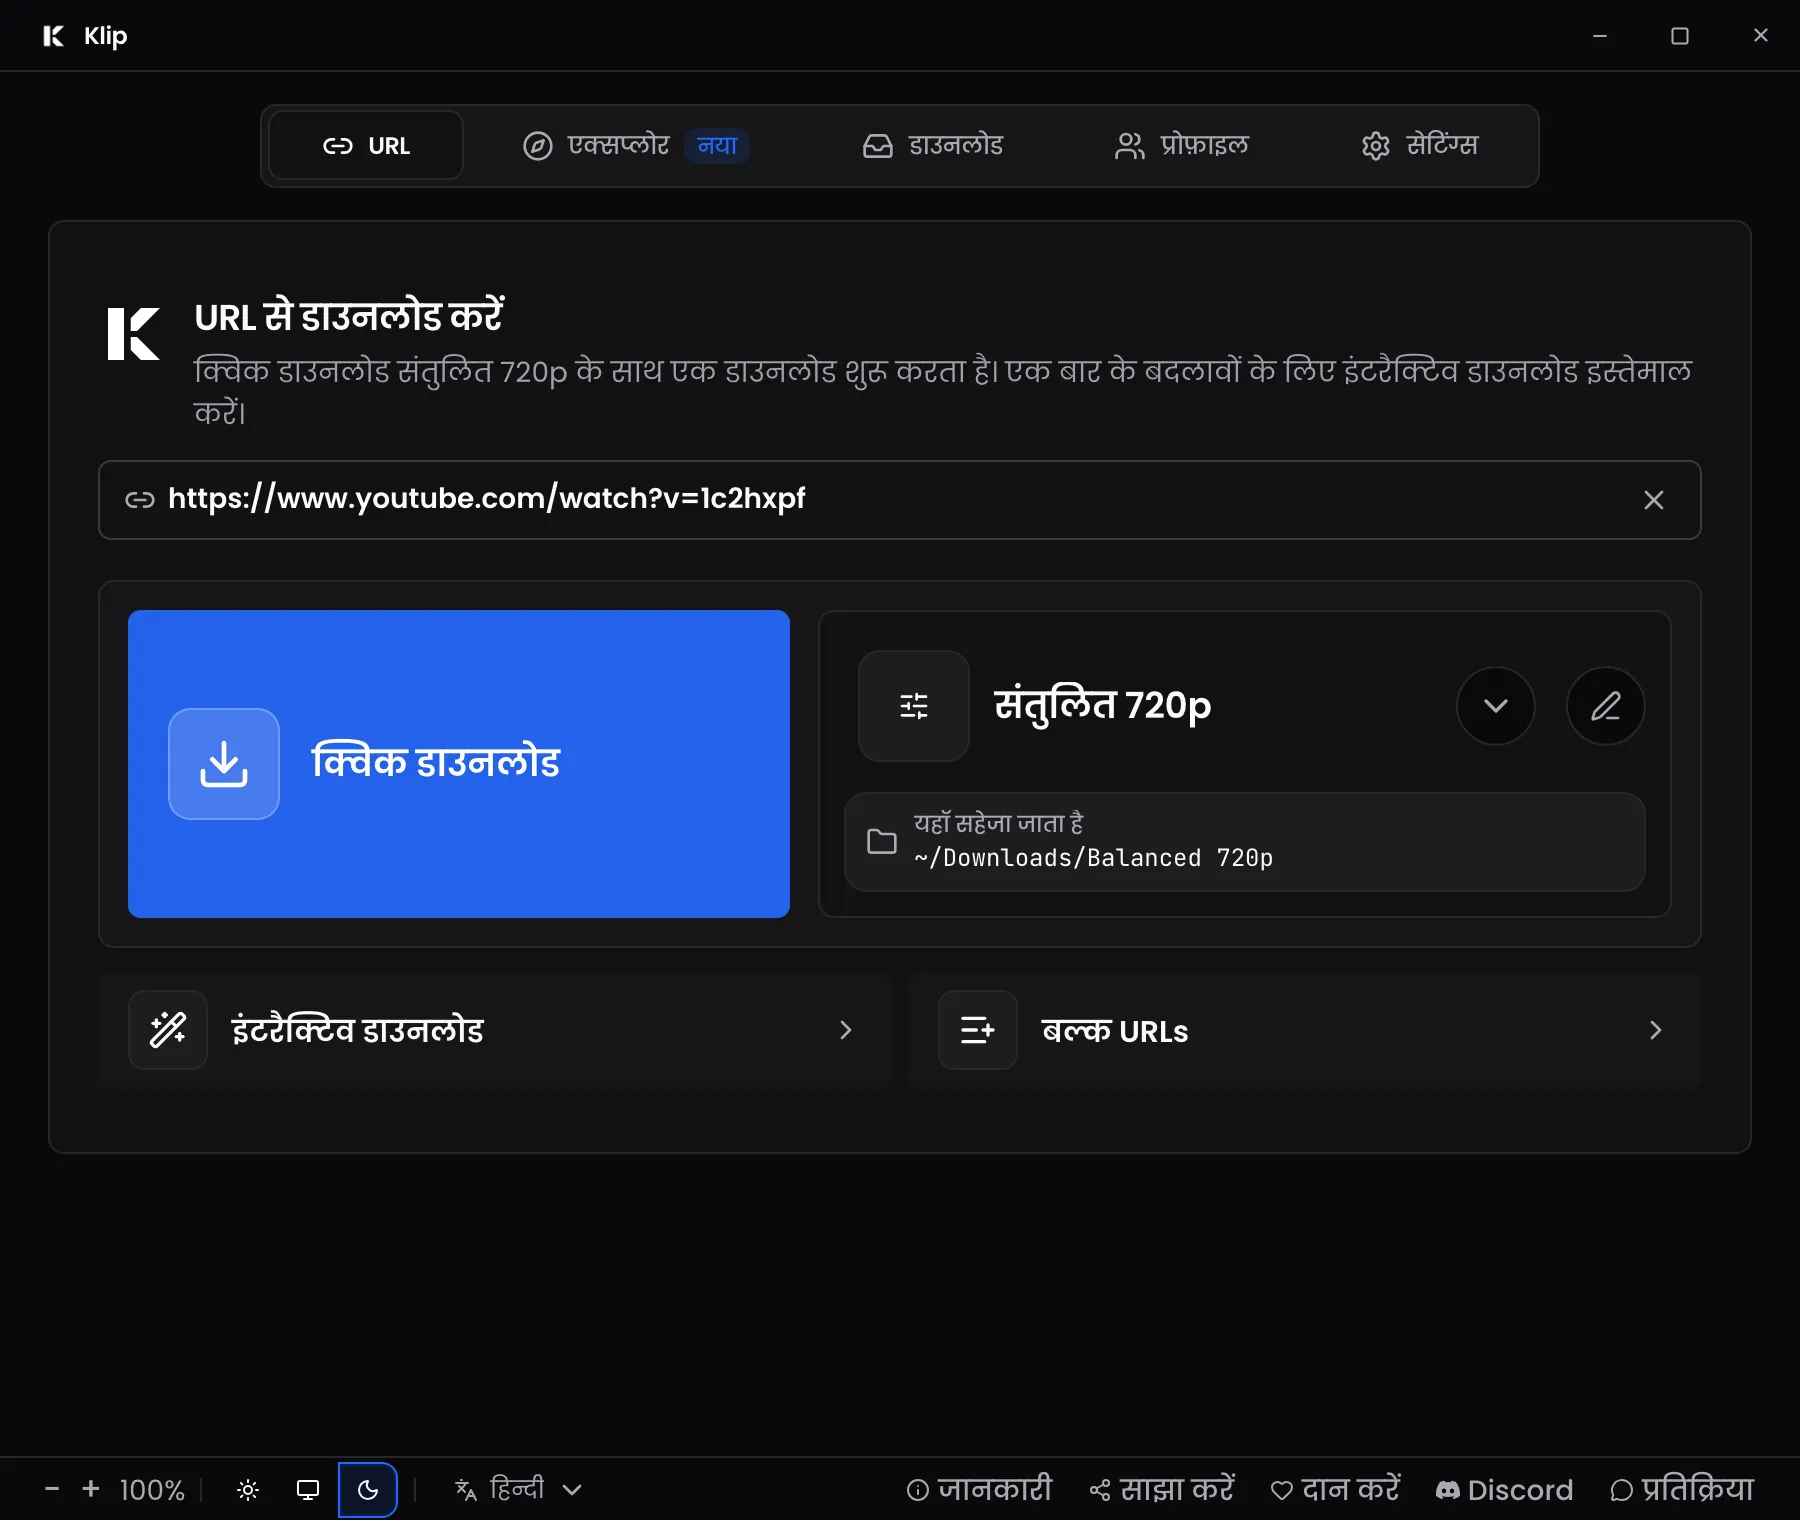 Klip
URL
एक्सप्लोर नया
डाउनलोड
प्रोफ़ाइल
सेटिंग्स
URL से डाउनलोड करें
क्विक डाउनलोड संतुलित 720p के साथ एक डाउनलोड शुरू करता है। एक बार के बदलावों के लिए इंटरैक्टिव डाउनलोड इस्तेमाल
करें।
https://www.youtube.com/watch?v=1c2hxpf
क्विक डाउनलोड
संतुलित 720p
यहाँ सहेजा जाता है
~/Downloads/Balanced 720p
इंटरैक्टिव डाउनलोड
बल्क URLs
100%
हिन्दी
जानकारी
साझा करें
दान करें
Discord
प्रतिक्रिया